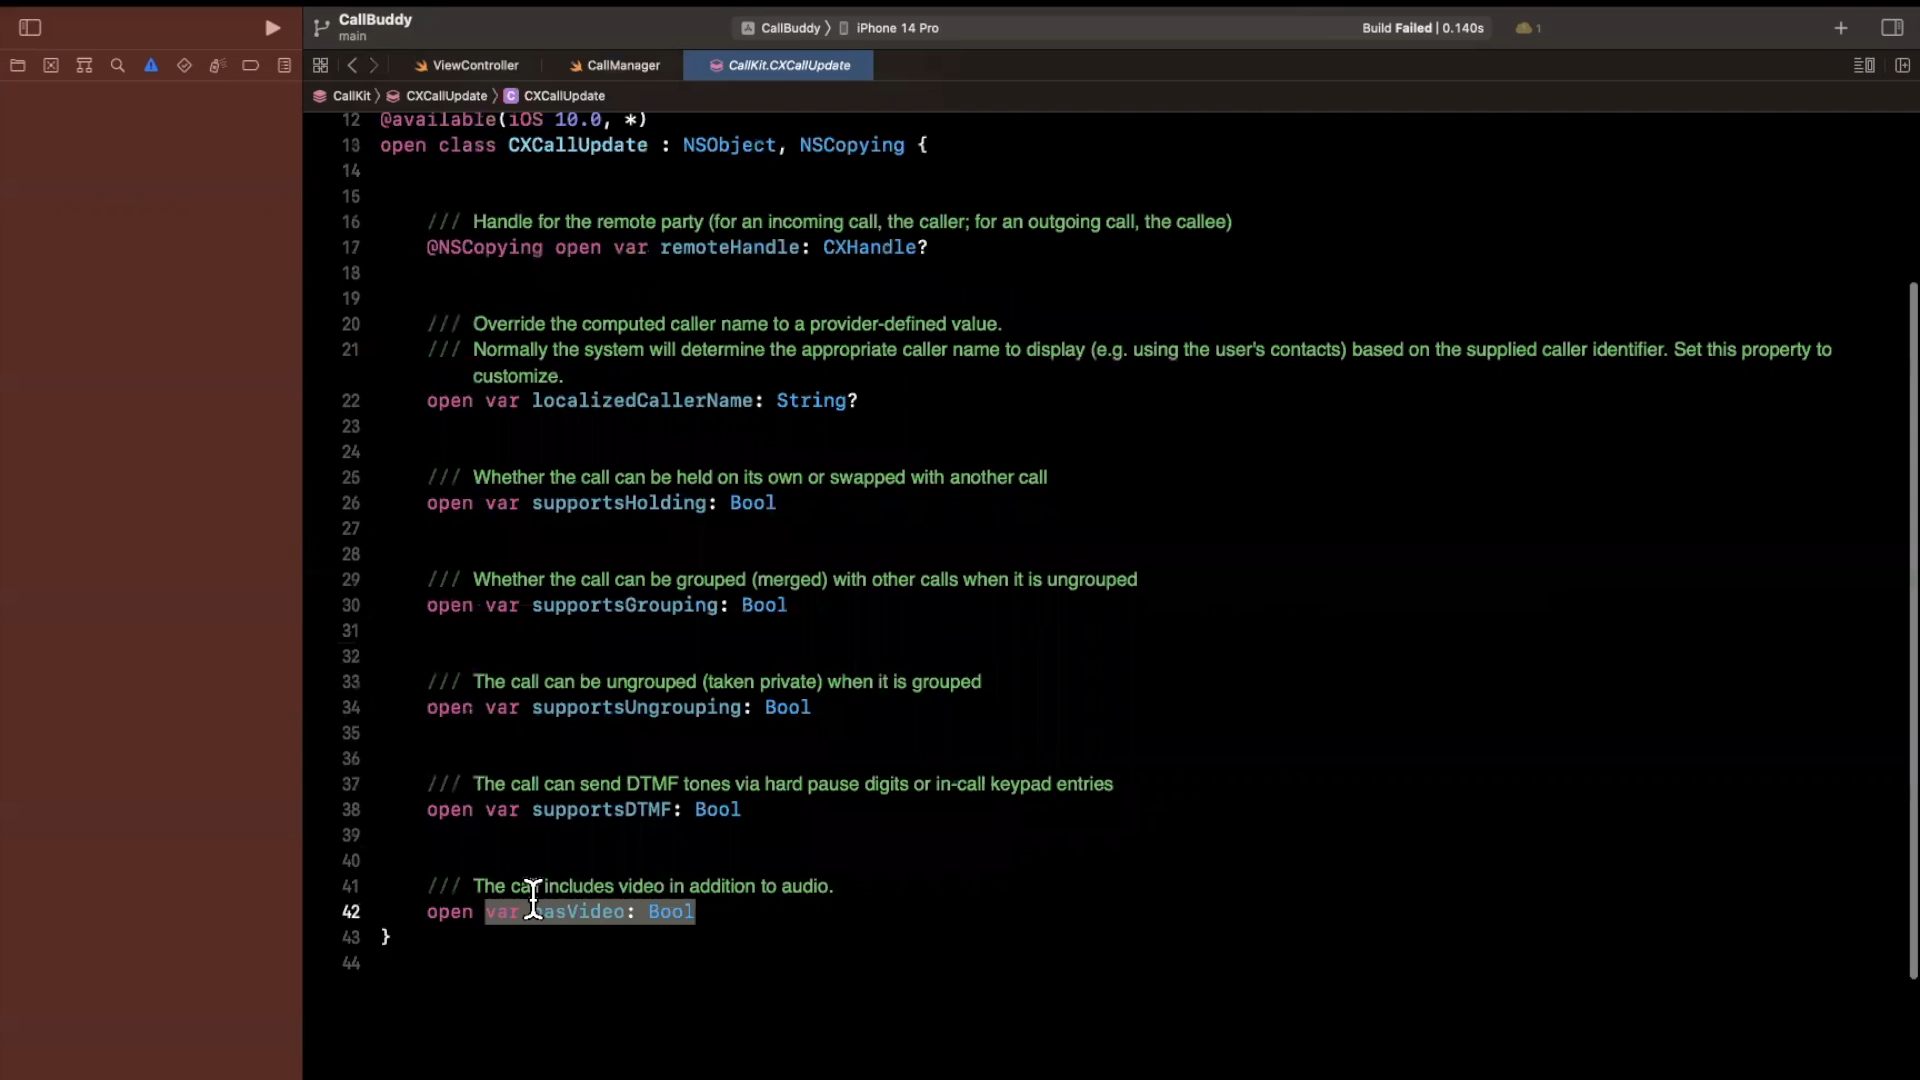 CallBuddy
main
CallBuddy 〉 iPhone 14 Pro
Build Failed | 0.140s
1
ViewController
CallManager
CallKit.CXCallUpdate
CallKit 〉 CXCallUpdate 〉 C CXCallUpdate
12 @available(iOS 10.0, *)
13 open class CXCallUpdate : NSObject, NSCopying {
14
15
16 /// Handle for the remote party (for an incoming call, the caller; for an outgoing call, the callee)
17 @NSCopying open var remoteHandle: CXHandle?
18
19
20 /// Override the computed caller name to a provider-defined value.
21 /// Normally the system will determine the appropriate caller name to display (e.g. using the user's contacts) based on the supplied caller identifier. Set this property to
customize.
22 open var localizedCallerName: String?
23
24
25 /// Whether the call can be held on its own or swapped with another call
26 open var supportsHolding: Bool
27
28
29 /// Whether the call can be grouped (merged) with other calls when it is ungrouped
30 open var supportsGrouping: Bool
31
32
33 /// The call can be ungrouped (taken private) when it is grouped
34 open var supportsUngrouping: Bool
35
36
37 /// The call can send DTMF tones via hard pause digits or in-call keypad entries
38 open var supportsDTMF: Bool
39
40
41 /// The call includes video in addition to audio.
42 open var hasVideo: Bool
43 }
44